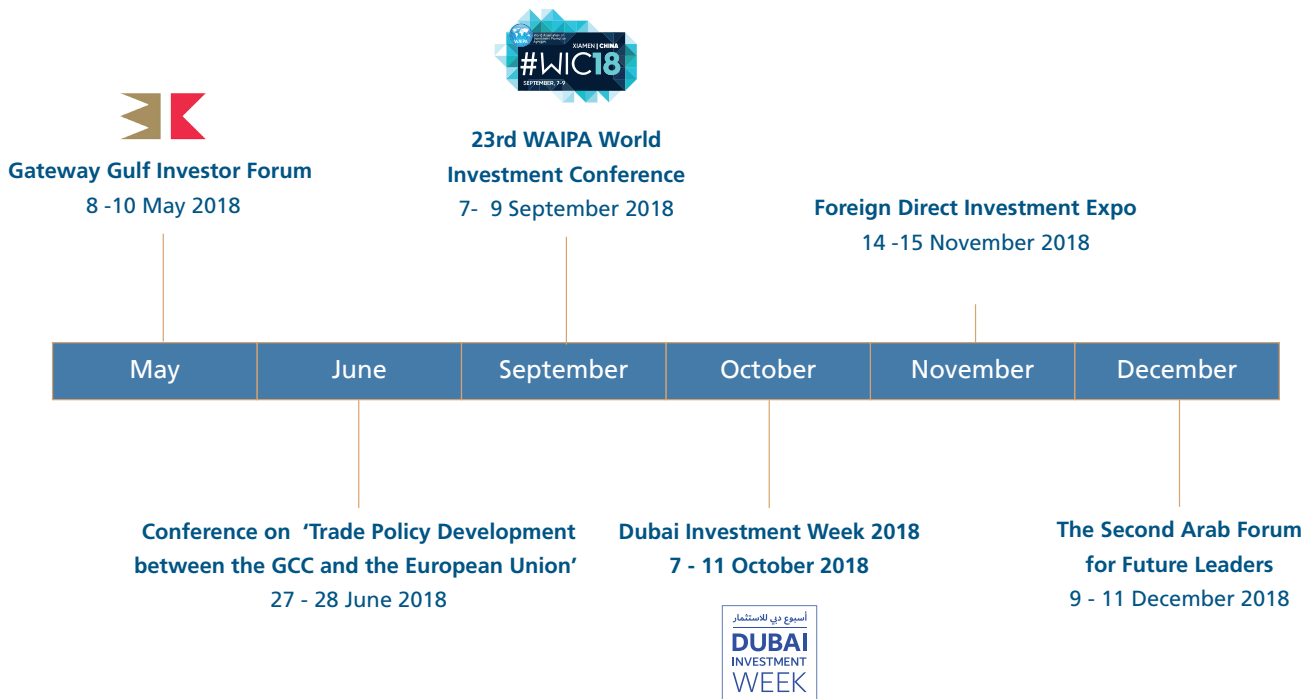 WAIPA
XIAMEN | CHINA
#WIC18
SEPTEMBER, 7-9
Gateway Gulf Investor Forum
8 -10 May 2018
23rd WAIPA World
Investment Conference
7- 9 September 2018
Foreign Direct Investment Expo
14 -15 November 2018
May
June
September
October
November
December
Conference on ‘Trade Policy Development
between the GCC and the European Union’
27 - 28 June 2018
Dubai Investment Week 2018
7 - 11 October 2018
أسبوع دبي للاستثمار
DUBAI
INVESTMENT
WEEK
The Second Arab Forum
for Future Leaders
9 - 11 December 2018